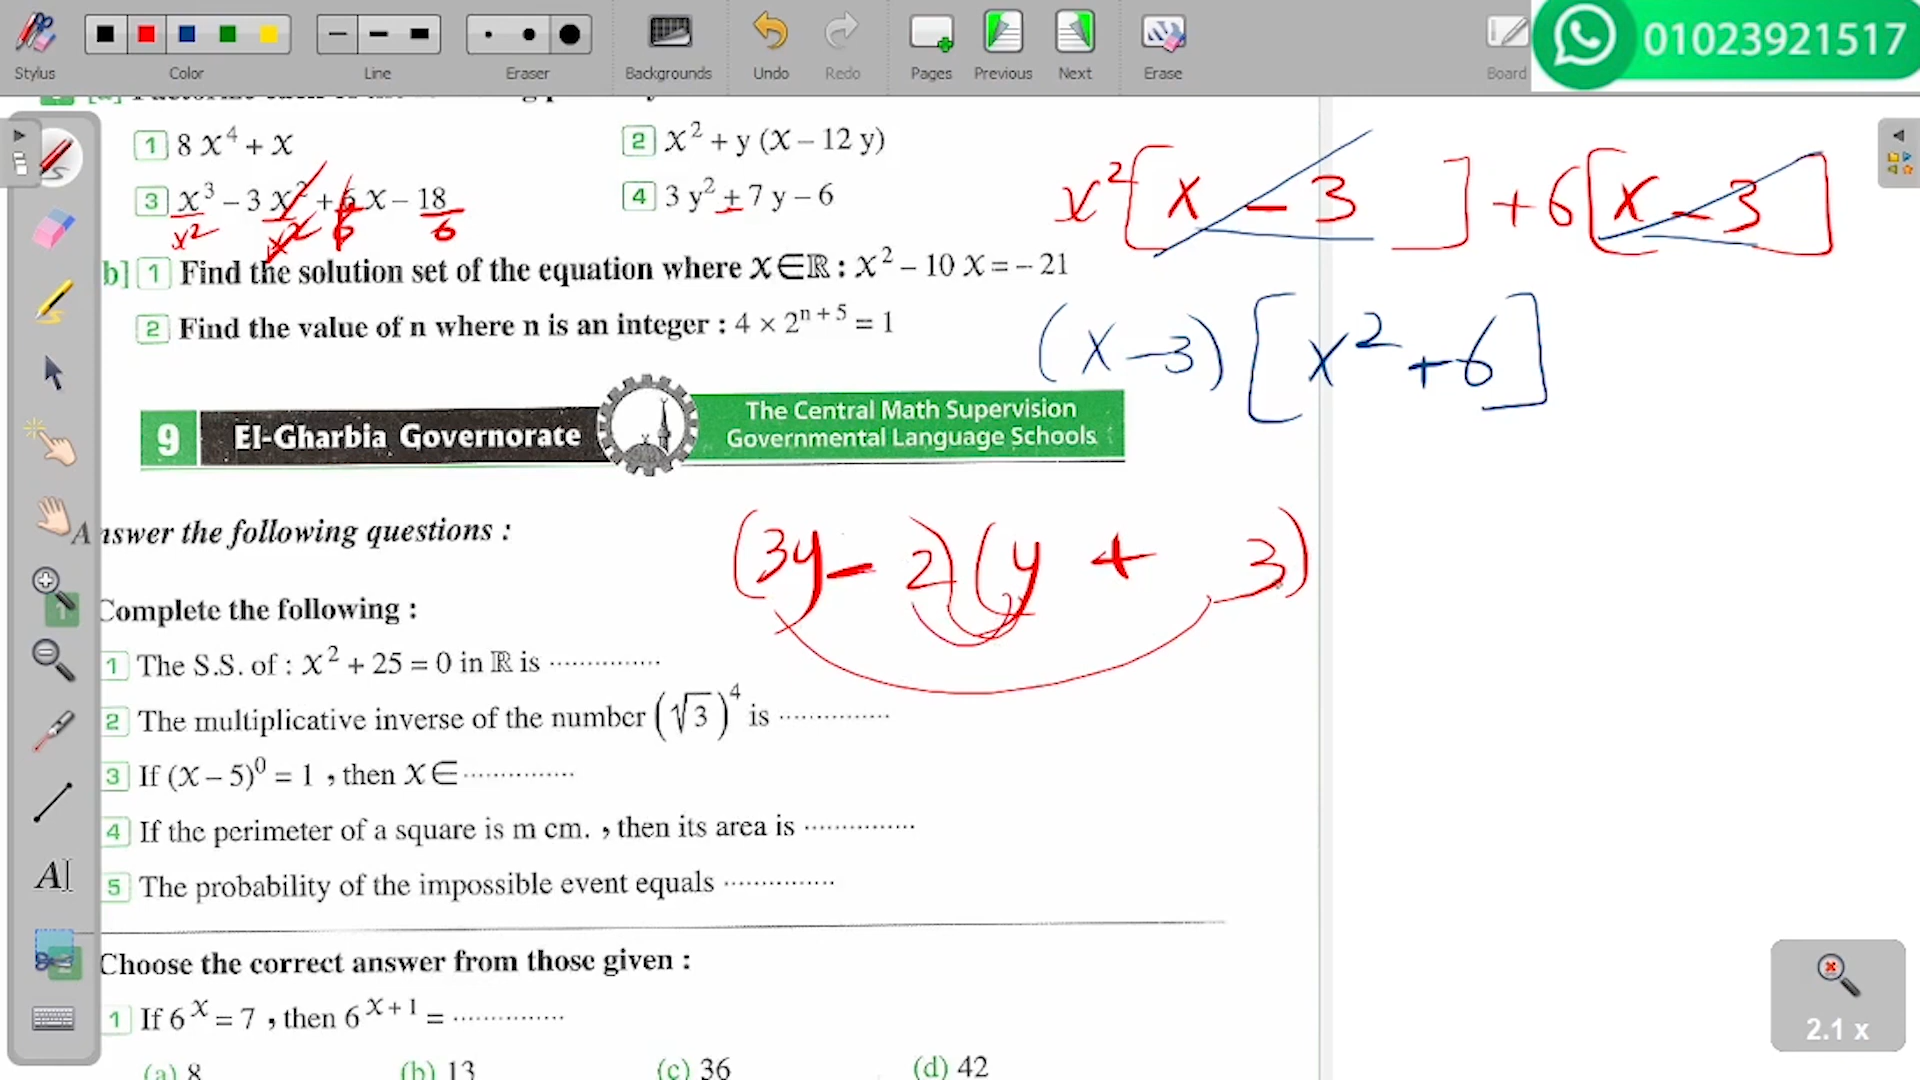 Stylus Color Line Eraser Backgrounds Undo Redo Pages Previous Next Erase Board 01023921517
1 8 x⁴ + x
2 x² + y (x – 12 y)
3 x³ – 3 x² + 6 x – 18
4 3 y² + 7 y – 6
x² x² 6 6
x² [x – 3] + 6 [x – 3]
b] 1 Find the solution set of the equation where x ∈ ℝ : x² – 10 x = – 21
2 Find the value of n where n is an integer : 4 × 2ⁿ⁺⁵ = 1
(x – 3) [x² + 6]
9 El-Gharbia Governorate
The Central Math Supervision
Governmental Language Schools
Answer the following questions :
(3y – 2) (y + 3)
1 Complete the following :
1 The S.S. of : x² + 25 = 0 in ℝ is ..............
2 The multiplicative inverse of the number (√3)⁴ is ..............
3 If (x – 5)⁰ = 1 , then x ∈ ..............
4 If the perimeter of a square is m cm. , then its area is ..............
5 The probability of the impossible event equals ..............
Choose the correct answer from those given :
1 If 6ˣ = 7 , then 6ˣ⁺¹ = ..............
(a) 8 (b) 13 (c) 36 (d) 42
2.1 x